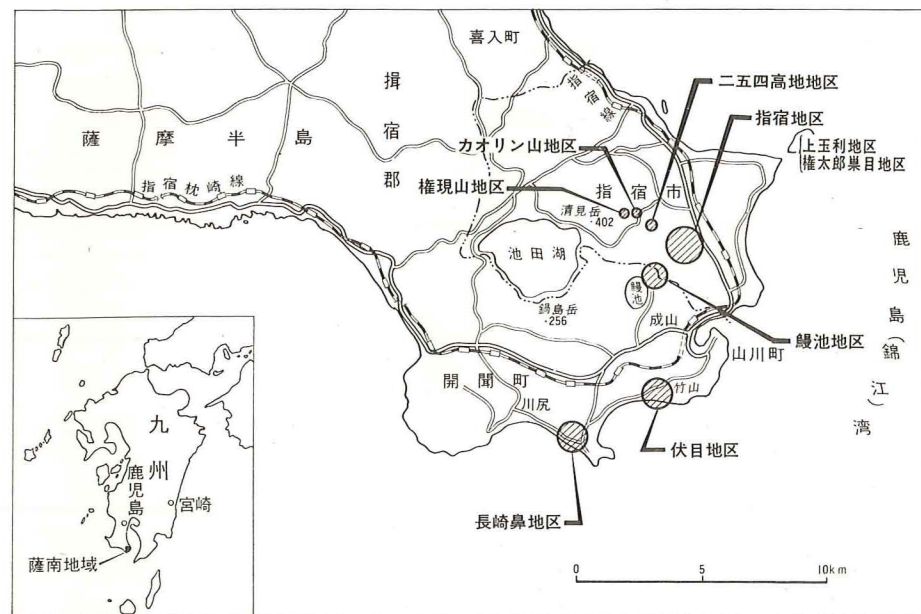 喜入町
二五四高地地区
指宿地区
上玉利地区
権太郎巣目地区
揖宿郡
指宿線
薩摩半島
カオリン山地区
指宿枕崎線
権現山地区
指宿市
清見岳
・402
池田湖
鰻池
鍋島岳
・256
成山
鰻池地区
山川町
鹿児島(錦江)湾
開聞町
川尻
竹山
伏目地区
長崎鼻地区
九州
鹿児島
宮崎
薩南地域
0 5 10km